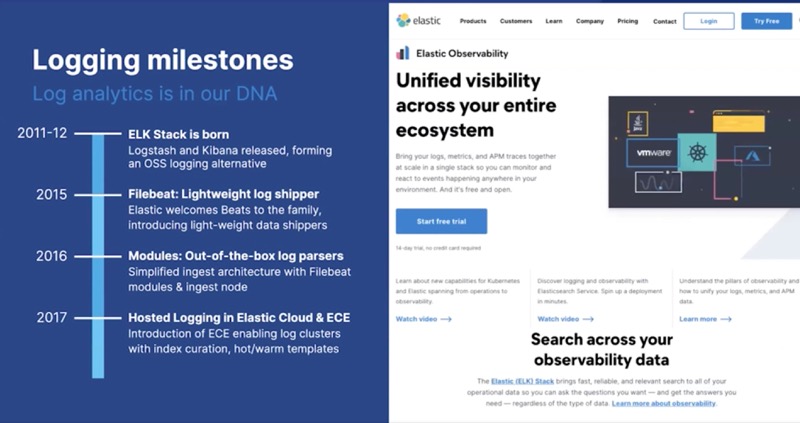 Logging milestones
Log analytics is in our DNA
2011-12
ELK Stack is born
Logstash and Kibana released, forming
an OSS logging alternative
2015
Filebeat: Lightweight log shipper
Elastic welcomes Beats to the family,
introducing light-weight data shippers
2016
Modules: Out-of-the-box log parsers
Simplified ingest architecture with Filebeat
modules & ingest node
2017
Hosted Logging in Elastic Cloud & ECE
Introduction of ECE enabling log clusters
with index curation, hot/warm templates
elastic
Products Customers Learn Company Pricing Contact Login Try Free
Elastic Observability
Unified visibility
across your entire
ecosystem
Bring your logs, metrics, and APM traces together
at scale in a single stack so you can monitor and
react to events happening anywhere in your
environment. And it's free and open.
Start free trial
14-day trial, no credit card required
Java
vmware
Learn about new capabilities for Kubernetes
and Elastic spanning from operations to
observability.
Watch video
Discover logging and observability with
Elasticsearch Service. Spin up a deployment
in minutes.
Watch video
Understand the pillars of observability and
how to unify your logs, metrics, and APM
data.
Learn more
Search across your
observability data
The Elastic (ELK) Stack brings fast, reliable, and relevant search to all of your
operational data so you can ask the questions you want — and get the answers you
need — regardless of the type of data. Learn more about observability.